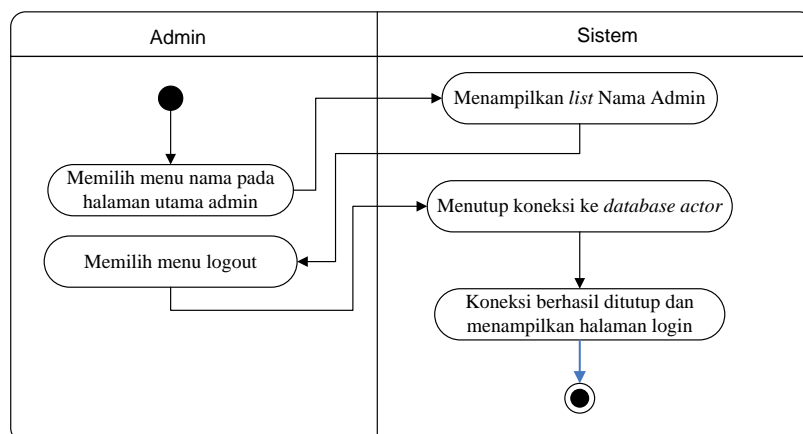 Admin
Sistem
Menampilkan list Nama Admin
Memilih menu nama pada
halaman utama admin
Menutup koneksi ke database actor
Memilih menu logout
Koneksi berhasil ditutup dan
menampilkan halaman login